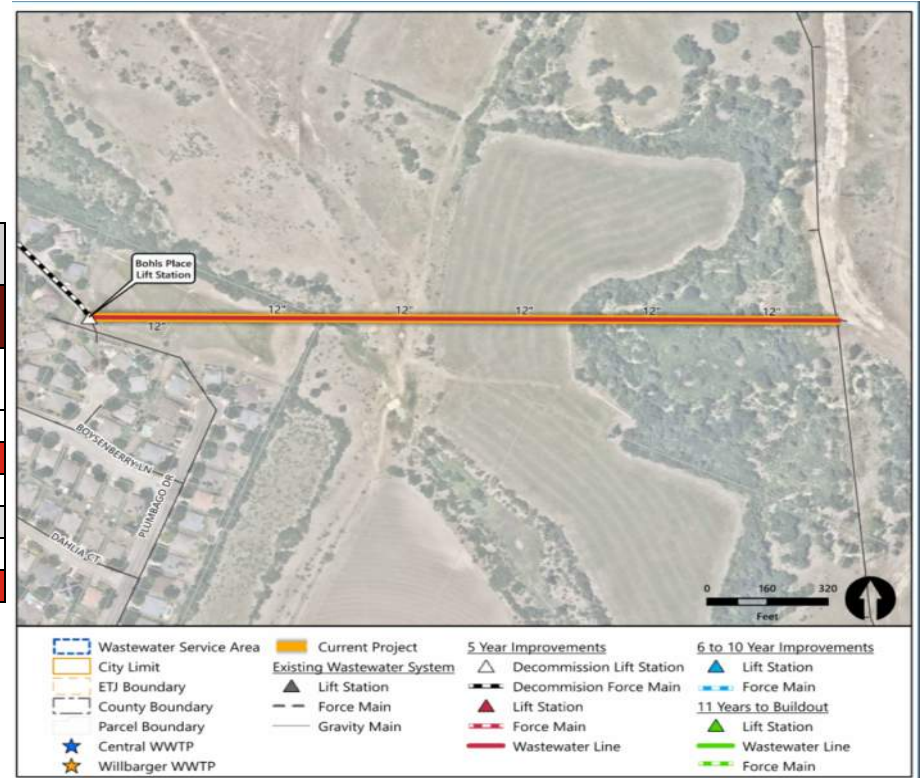 Bohls Place
Lift Station
12"
12"
12"
12"
12"
12"
BOYSENBERRY LN
PLUMBAGO DR
DAHLIA CT
0 160 320
Feet
Wastewater Service Area
City Limit
ETJ Boundary
County Boundary
Parcel Boundary
Central WWTP
Willbarger WWTP
Current Project
Existing Wastewater System
Lift Station
Force Main
Gravity Main
5 Year Improvements
Decommission Lift Station
Decommision Force Main
Lift Station
Force Main
Wastewater Line
6 to 10 Year Improvements
Lift Station
Force Main
11 Years to Buildout
Lift Station
Wastewater Line
Force Main